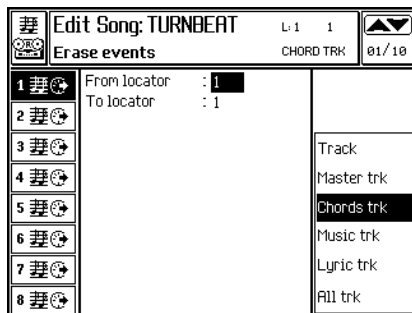 Edit Song: TURNBEAT
L: 1 1
Erase events
CHORD TRK
01/10
From locator : 1
To locator : 1
1
2
3
4
5
6
7
8
Track
Master trk
Chords trk
Music trk
Lyric trk
All trk